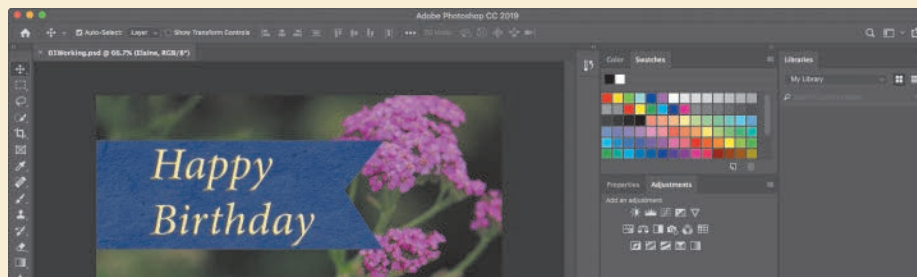 Adobe Photoshop CC 2019
Auto-Select: Layer Show Transform Controls
× 03Working.psd @ 66.7% (Elaine, RGB/8*)
Color Swatches
Libraries
My Library
Happy
Birthday
Properties Adjustments
Add an adjustment